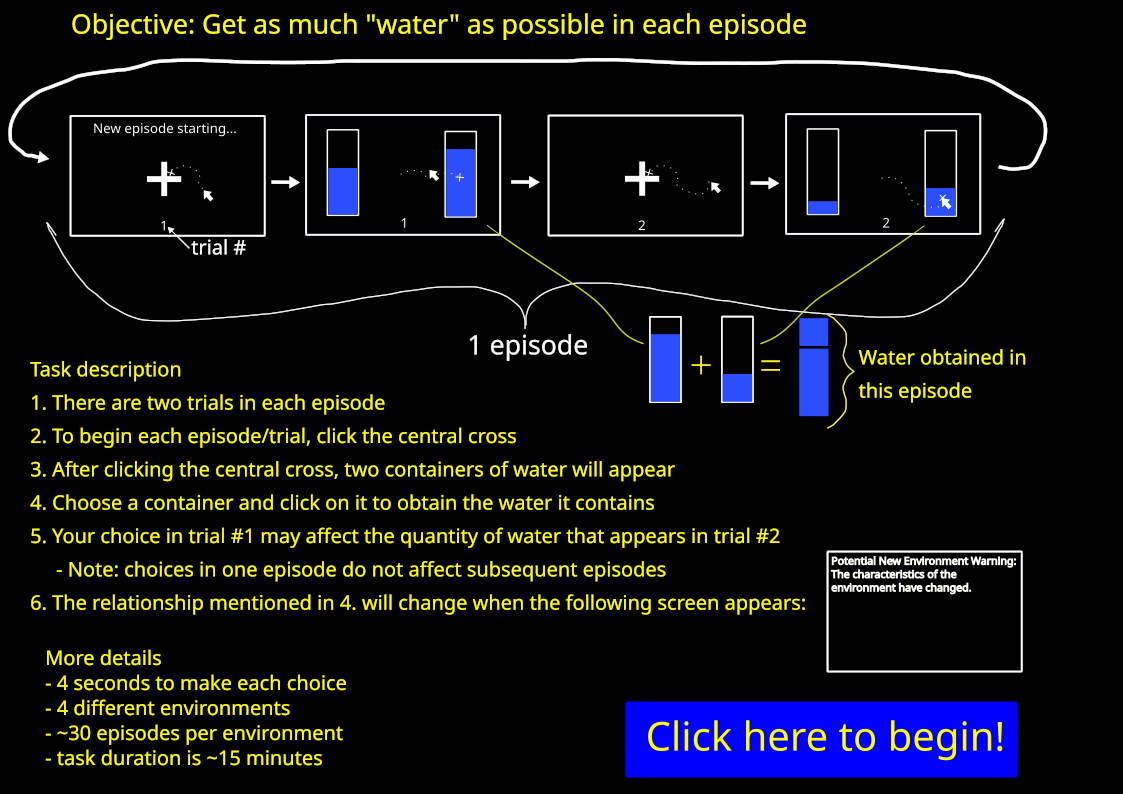 Objective: Get as much "water" as possible in each episode
New episode starting...
1
trial #
1
2
2
1 episode
+
=
Water obtained in
this episode
Task description
1. There are two trials in each episode
2. To begin each episode/trial, click the central cross
3. After clicking the central cross, two containers of water will appear
4. Choose a container and click on it to obtain the water it contains
5. Your choice in trial #1 may affect the quantity of water that appears in trial #2
- Note: choices in one episode do not affect subsequent episodes
6. The relationship mentioned in 4. will change when the following screen appears:
Potential New Environment Warning:
The characteristics of the
environment have changed.
More details
- 4 seconds to make each choice
- 4 different environments
- ~30 episodes per environment
- task duration is ~15 minutes
Click here to begin!